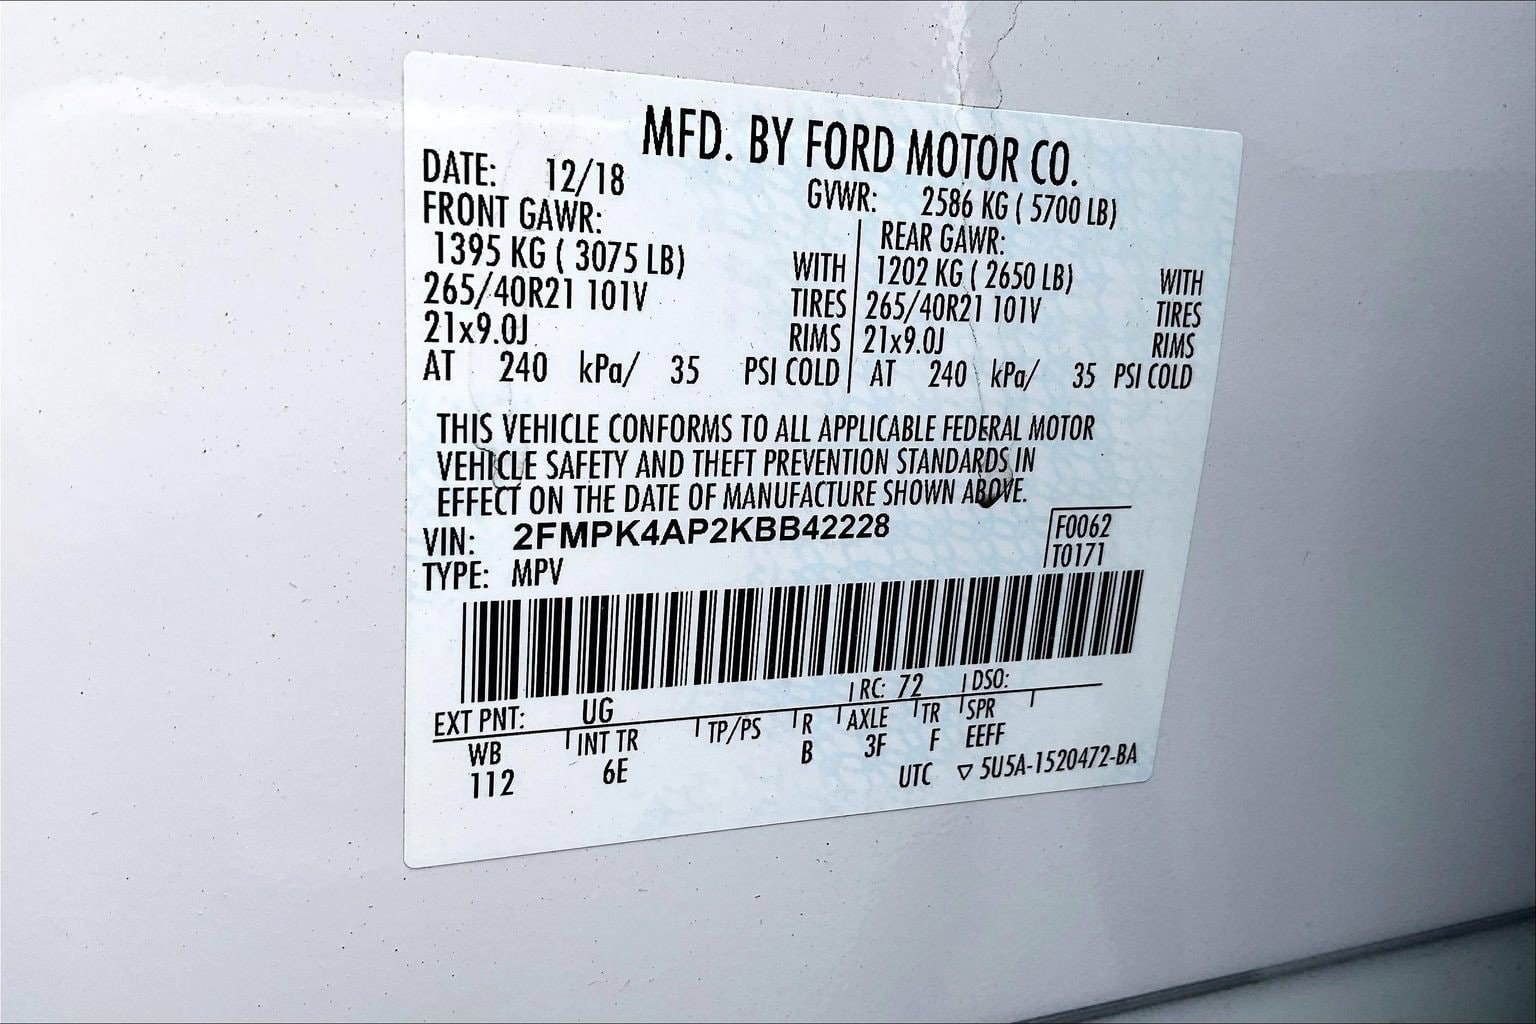 MFD. BY FORD MOTOR CO.
DATE: 12/18
GVWR: 2586 KG ( 5700 LB)
FRONT GAWR:
REAR GAWR:
1395 KG ( 3075 LB) WITH
1202 KG ( 2650 LB) WITH
265/40R21 101V TIRES
265/40R21 101V TIRES
21x9.0J RIMS
21x9.0J RIMS
AT 240 kPa/ 35 PSI COLD
AT 240 kPa/ 35 PSI COLD
THIS VEHICLE CONFORMS TO ALL APPLICABLE FEDERAL MOTOR
VEHICLE SAFETY AND THEFT PREVENTION STANDARDS IN
EFFECT ON THE DATE OF MANUFACTURE SHOWN ABOVE.
VIN: 2FMPK4AP2KBB42228
F0062
TYPE: MPV
T0171
EXT PNT: UG RC: 72 DSO:
WB INT TR TP/PS R AXLE TR SPR
112 6E B 3F F EEFF
UTC ▽ 5U5A-1520472-BA